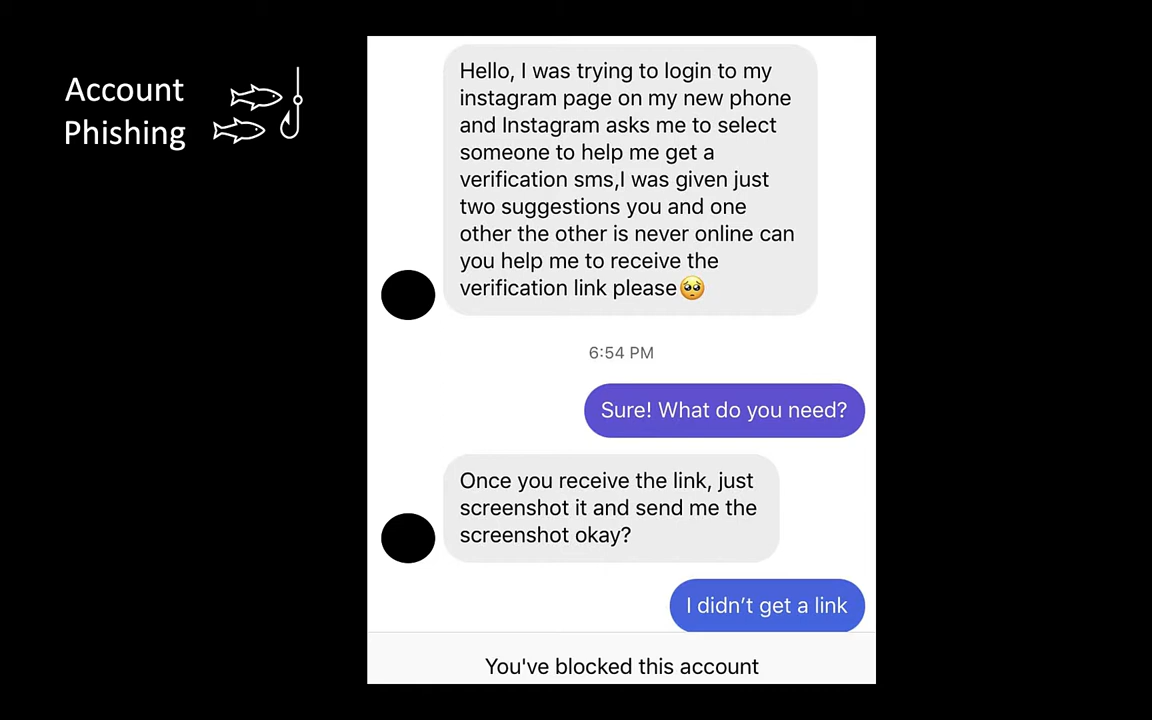 Account
Phishing
Hello, I was trying to login to my
instagram page on my new phone
and Instagram asks me to select
someone to help me get a
verification sms,I was given just
two suggestions you and one
other the other is never online can
you help me to receive the
verification link please🥺
6:54 PM
Sure! What do you need?
Once you receive the link, just
screenshot it and send me the
screenshot okay?
I didn’t get a link
You've blocked this account